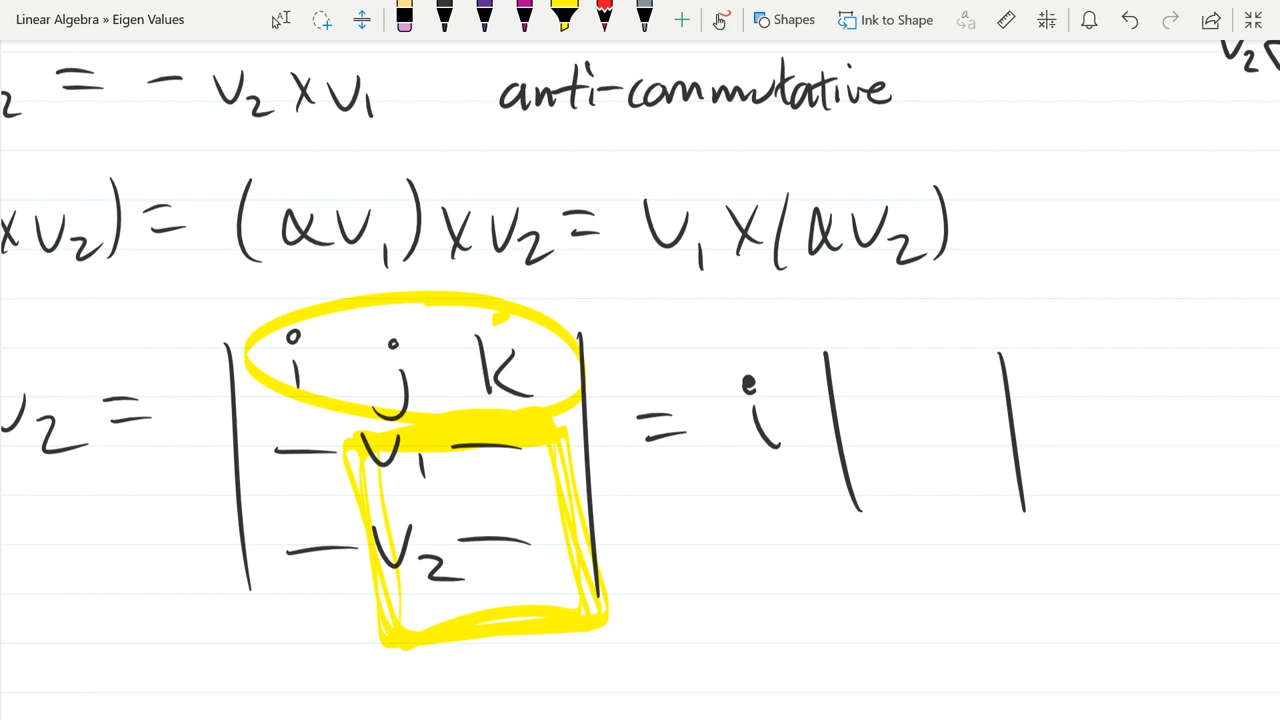 Linear Algebra » Eigen Values
Shapes
Ink to Shape
2 = - v2 x v1 anti-commutative
v2
x v2) = (αv1) x v2 = v1 x (αv2)
i j k
v2 = | - v1 - | = i | |
- v2 -